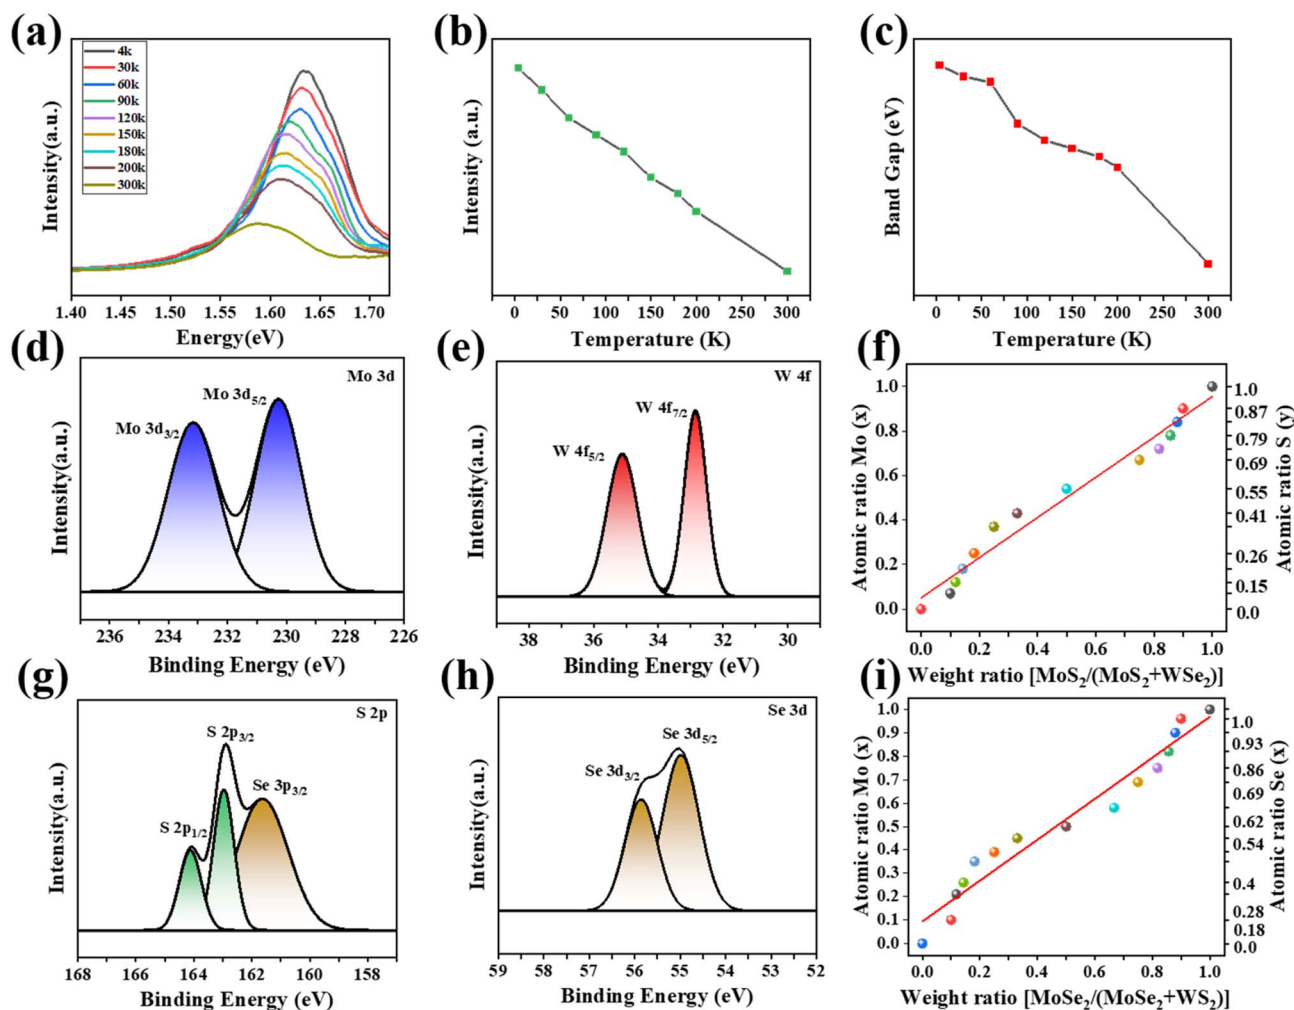 (a)
Intensity(a.u.)
4k
30k
60k
90k
120k
150k
180k
200k
300k
1.40 1.45 1.50 1.55 1.60 1.65 1.70
Energy(eV)
(b)
Intensity (a.u.)
0 50 100 150 200 250 300
Temperature (K)
(c)
Band Gap (eV)
0 50 100 150 200 250 300
Temperature (K)
(d)
Intensity(a.u.)
Mo 3d
Mo 3d5/2
Mo 3d3/2
236 234 232 230 228 226
Binding Energy (eV)
(e)
Intensity(a.u.)
W 4f
W 4f7/2
W 4f5/2
38 36 34 32 30
Binding Energy (eV)
(f)
Atomic ratio Mo (x)
1.0
0.8
0.6
0.4
0.2
0.0
Atomic ratio S (y)
1.0
0.87
0.79
0.69
0.55
0.41
0.26
0.15
0.0
0.0 0.2 0.4 0.6 0.8 1.0
Weight ratio [MoS2/(MoS2+WSe2)]
(g)
Intensity(a.u.)
S 2p
S 2p3/2
Se 3p3/2
S 2p1/2
168 166 164 162 160 158
Binding Energy (eV)
(h)
Intensity(a.u.)
Se 3d
Se 3d5/2
Se 3d3/2
59 58 57 56 55 54 53 52
Binding Energy (eV)
(i)
Atomic ratio Mo (x)
1.0
0.9
0.8
0.7
0.6
0.5
0.4
0.3
0.2
0.1
0.0
Atomic ratio Se (x)
1.0
0.93
0.86
0.78
0.62
0.54
0.4
0.28
0.18
0.0
0.0 0.2 0.4 0.6 0.8 1.0
Weight ratio [MoSe2/(MoSe2+WS2)]